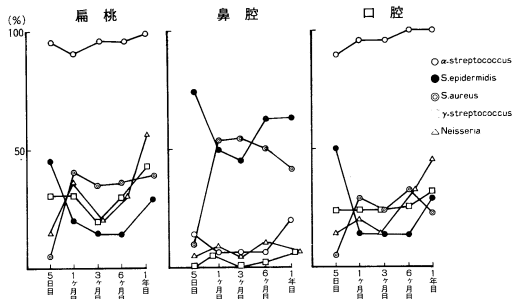 扁桃
鼻腔
口腔
(%)
100
50
α.streptococcus
S.epidermidis
S.aureus
γ.streptococcus
Neisseria
5日目
1ヶ月目
3ヶ月目
6ヶ月目
1年目
5日目
1ヶ月目
3ヶ月目
6ヶ月目
1年目
5日目
1ヶ月目
3ヶ月目
6ヶ月目
1年目